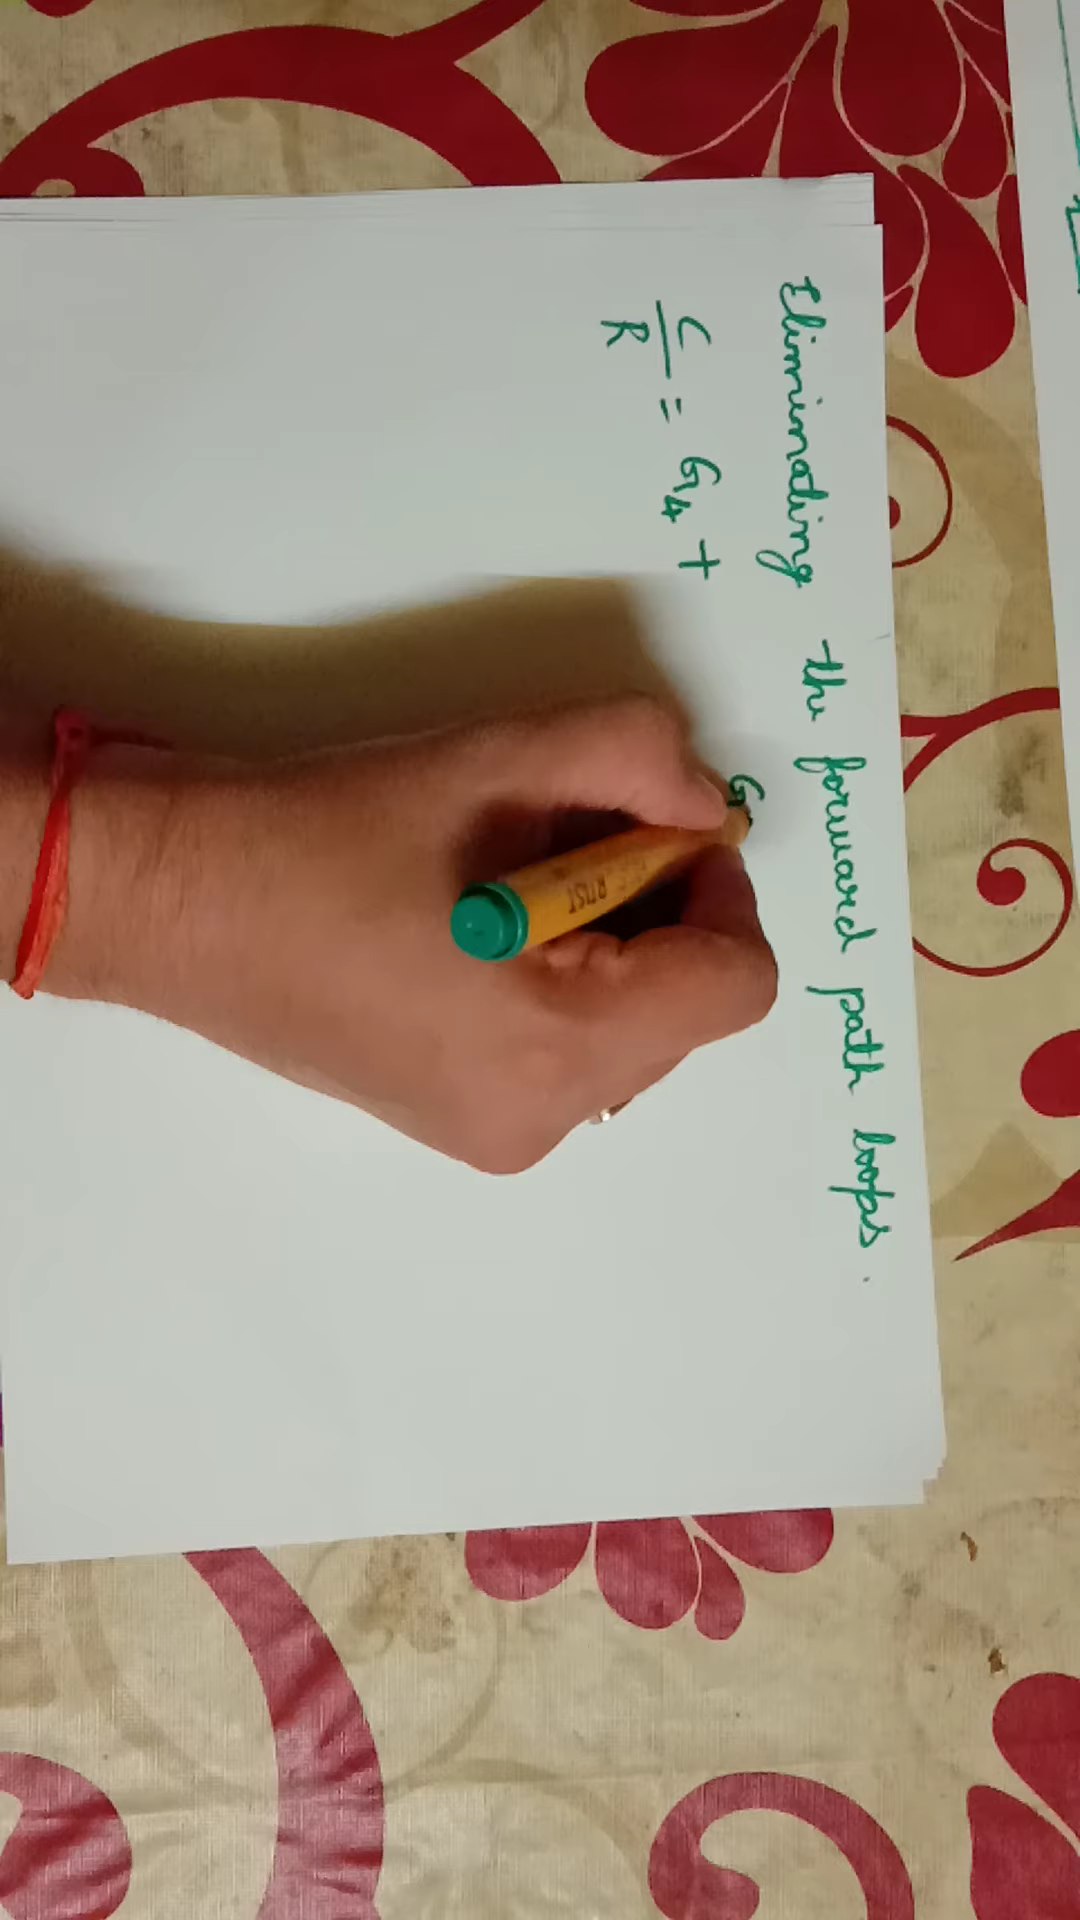 Eliminating the forward path loops.
C/R = G4 + G